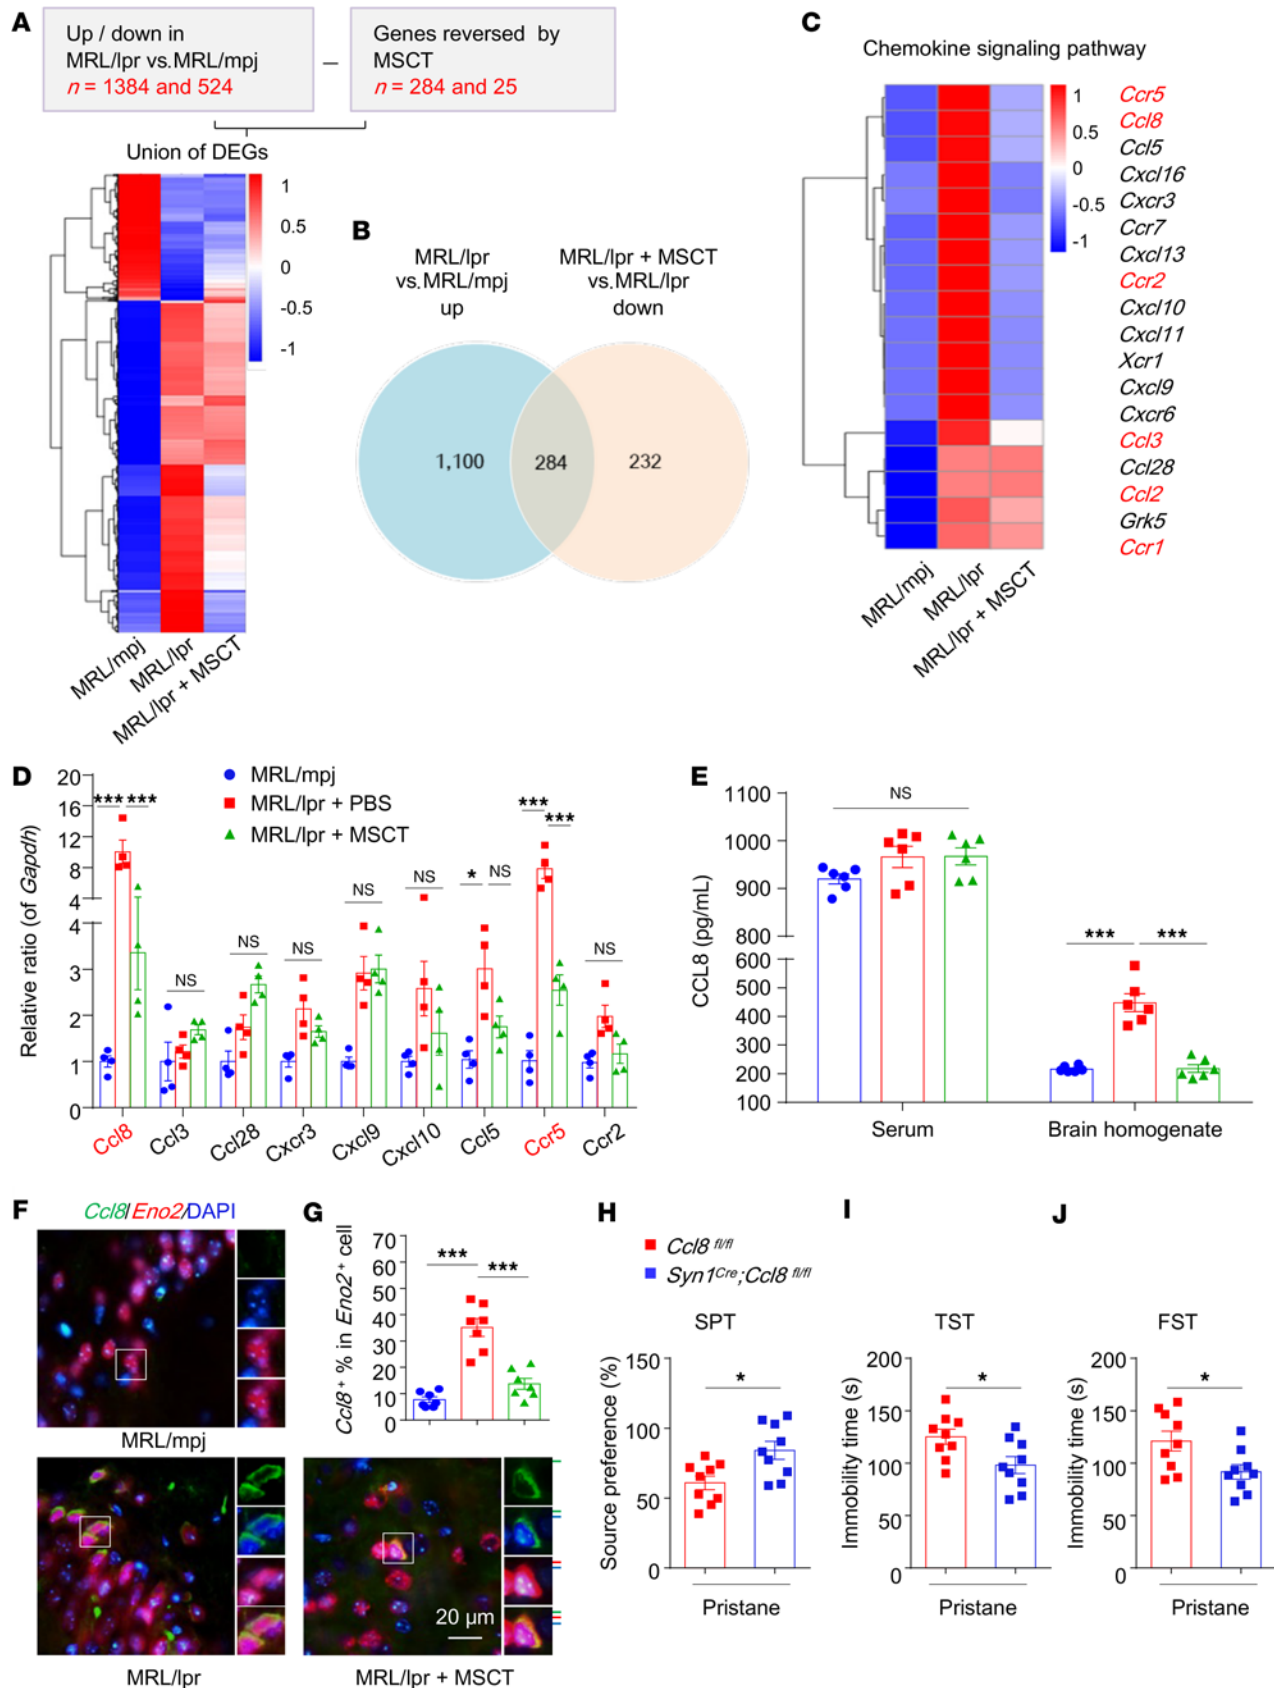 A
Up / down in
MRL/lpr vs.MRL/mpj
n = 1384 and 524
–
Genes reversed by
MSCT
n = 284 and 25
Union of DEGs
1
0.5
0
-0.5
-1
MRL/mpj
MRL/lpr
MRL/lpr + MSCT
B
MRL/lpr
vs.MRL/mpj
up
MRL/lpr + MSCT
vs.MRL/lpr
down
1,100
284
232
C
Chemokine signaling pathway
1
0.5
0
-0.5
-1
Ccr5
Ccl8
Ccl5
Cxcl16
Cxcr3
Ccr7
Cxcl13
Ccr2
Cxcl10
Cxcl11
Xcr1
Cxcl9
Cxcr6
Ccl3
Ccl28
Ccl2
Grk5
Ccr1
MRL/mpj
MRL/lpr
MRL/lpr + MSCT
D
Relative ratio (of Gapdh)
20
16
12
8
4
4
3
2
1
0
MRL/mpj
MRL/lpr + PBS
MRL/lpr + MSCT
*** ***
NS
NS
NS
NS
NS
* NS
***
***
NS
Ccl8
Ccl3
Ccl28
Cxcr3
Cxcl9
Cxcl10
Ccl5
Ccr5
Ccr2
E
CCL8 (pg/mL)
1100
1000
900
800
600
500
400
300
200
100
NS
*** ***
Serum
Brain homogenate
F
Ccl8/Eno2/DAPI
MRL/mpj
MRL/lpr
20 µm
MRL/lpr + MSCT
G
Ccl8+ % in Eno2+ cell
70
60
50
40
30
20
10
0
***
***
H
Ccl8 fl/fl
Syn1Cre;Ccl8 fl/fl
SPT
Source preference (%)
150
100
50
0
*
Pristane
I
TST
Immobility time (s)
200
150
100
50
0
*
Pristane
J
FST
Immobility time (s)
200
150
100
50
0
*
Pristane